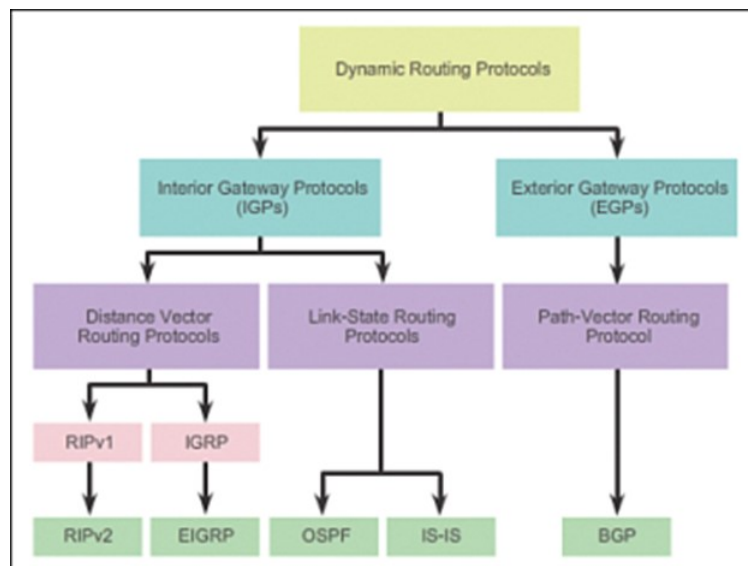 Dynamic Routing Protocols
Interior Gateway Protocols
(IGPs)
Exterior Gateway Protocols
(EGPs)
Distance Vector
Routing Protocols
Link-State Routing
Protocols
Path-Vector Routing
Protocol
RIPv1
IGRP
RIPv2
EIGRP
OSPF
IS-IS
BGP